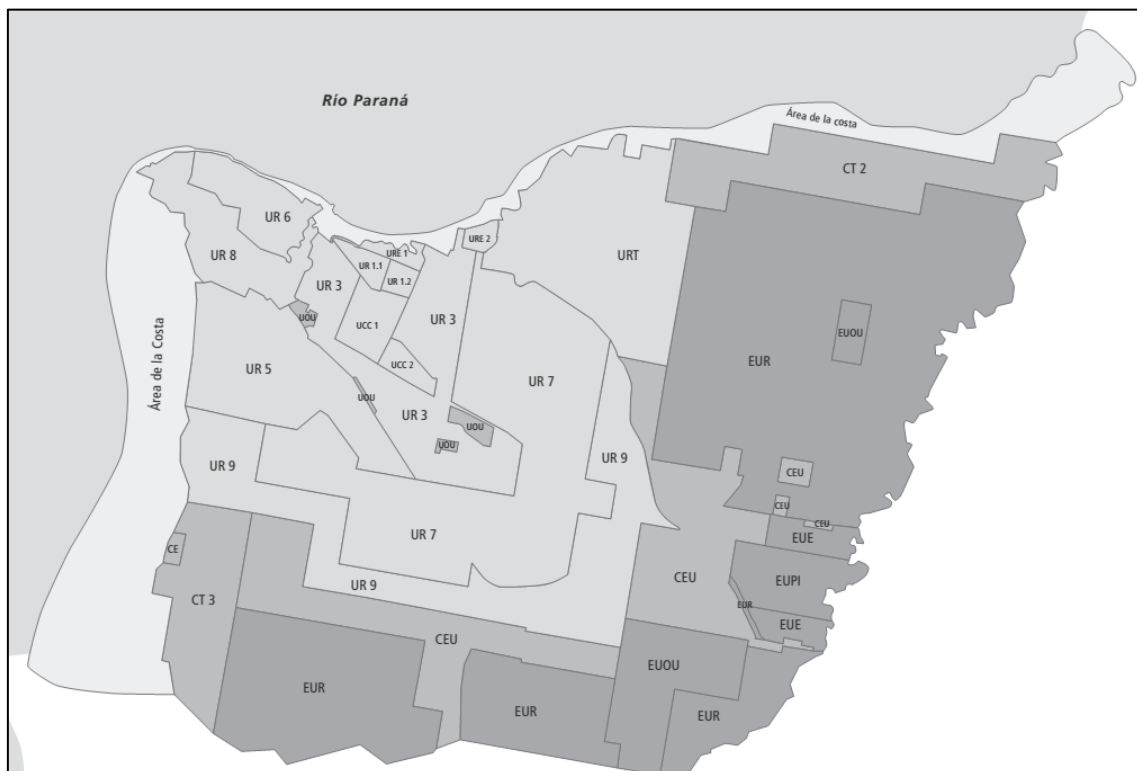 Río Paraná
Área de la costa
CT 2
UR 6
URE 2
UR 8
URE 1
URT
UR 1.1
UR 1.2
UR 3
UCC 1
UR 3
UOU
EUOU
Área de la Costa
EUR
UCC 2
UR 5
UR 7
UOU
UR 3
UOU
UOU
UR 9
UR 9
CEU
CEU
CEU
UR 7
EUE
CE
CEU
EUPI
UR 9
EUR
CT 3
EUE
CEU
EUOU
EUR
EUR
EUR